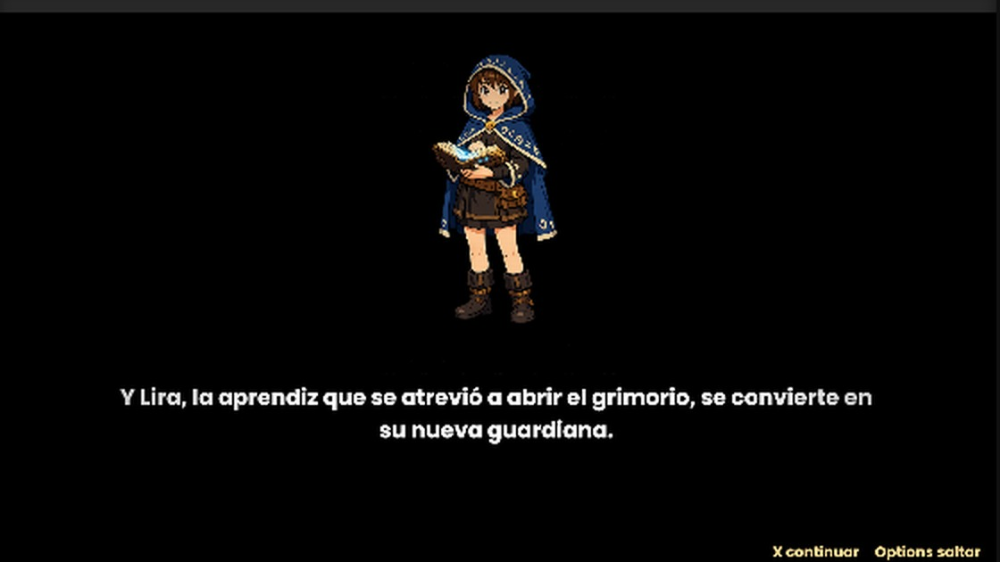 Y Lira, la aprendiz que se atrevió a abrir el grimorio, se convierte en
su nueva guardiana.
X continuar Options saltar